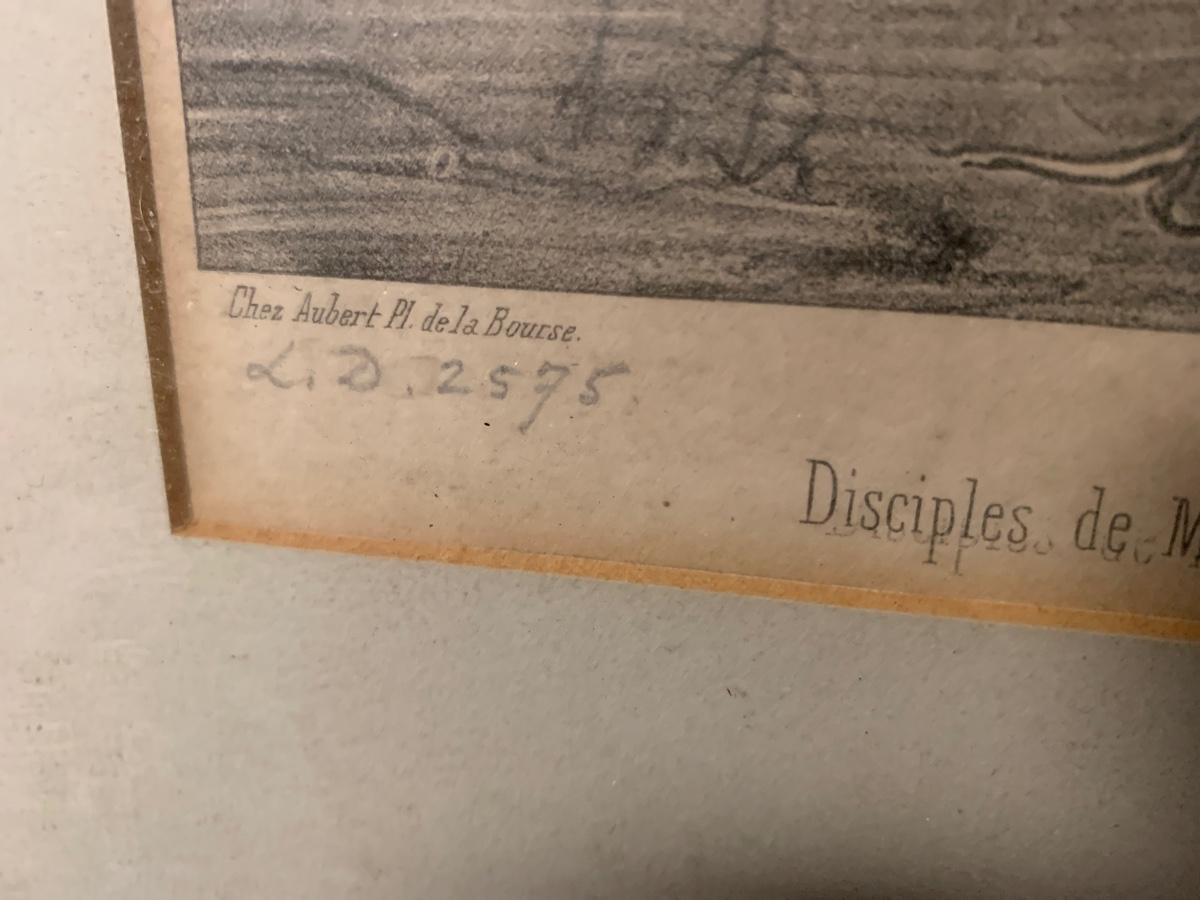 h.D.
Chez Aubert Pl. de la Bourse.
L.D. 2575.
Disciples de M